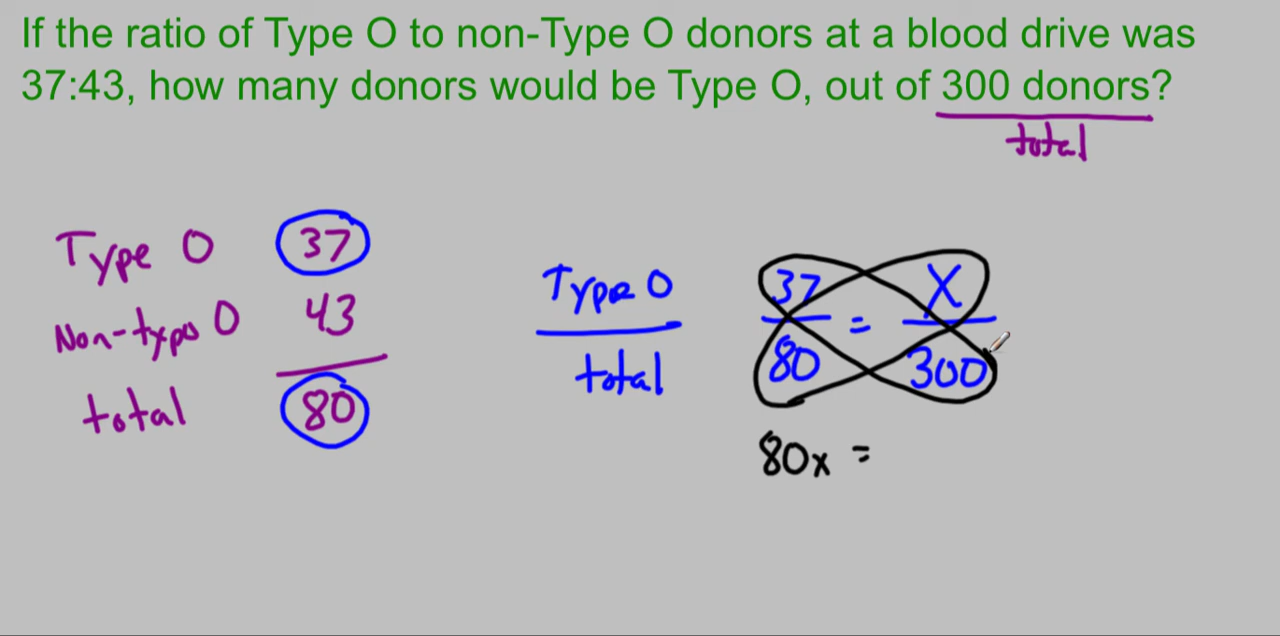 If the ratio of Type O to non-Type O donors at a blood drive was
37:43, how many donors would be Type O, out of 300 donors?
total
Type O 37
Non-type O 43
total 80
Type O 37 = X
total 80 300
80x =